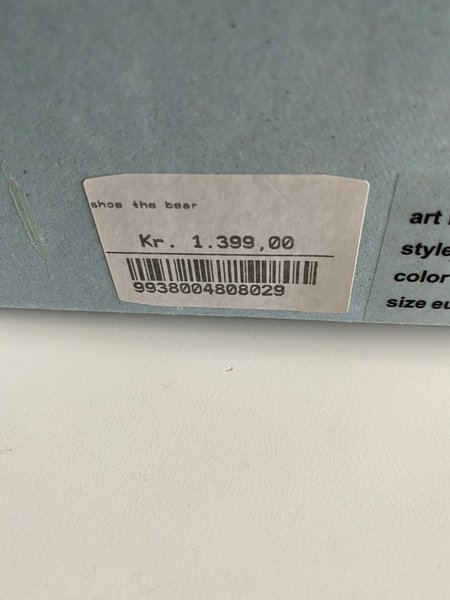 shoe the bear
Kr. 1.399,00
9938004808029
art
style
color
size eu